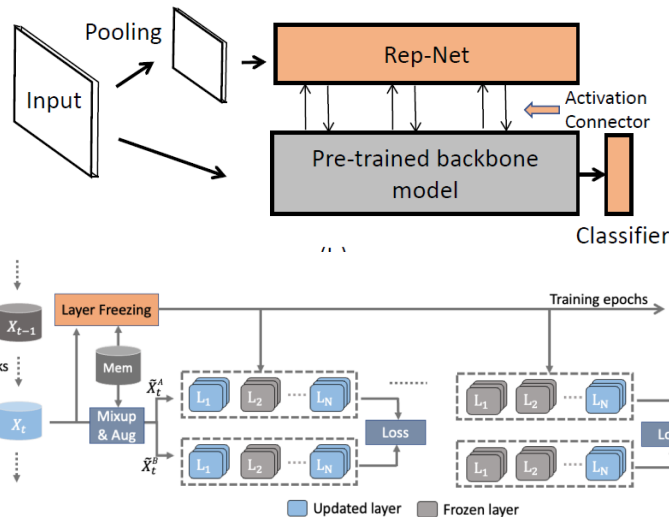 Pooling
Input
Rep-Net
Activation
Connector
Pre-trained backbone
model
Classifier
X_{t-1}
Layer Freezing
Training epochs
ks
Mem
X_t
Mixup
& Aug
X̃_t^A
X̃_t^B
L_1 L_2 L_N
L_1 L_2 L_N
Loss
L_1 L_2 L_N
L_1 L_2 L_N
Lo
Updated layer Frozen layer